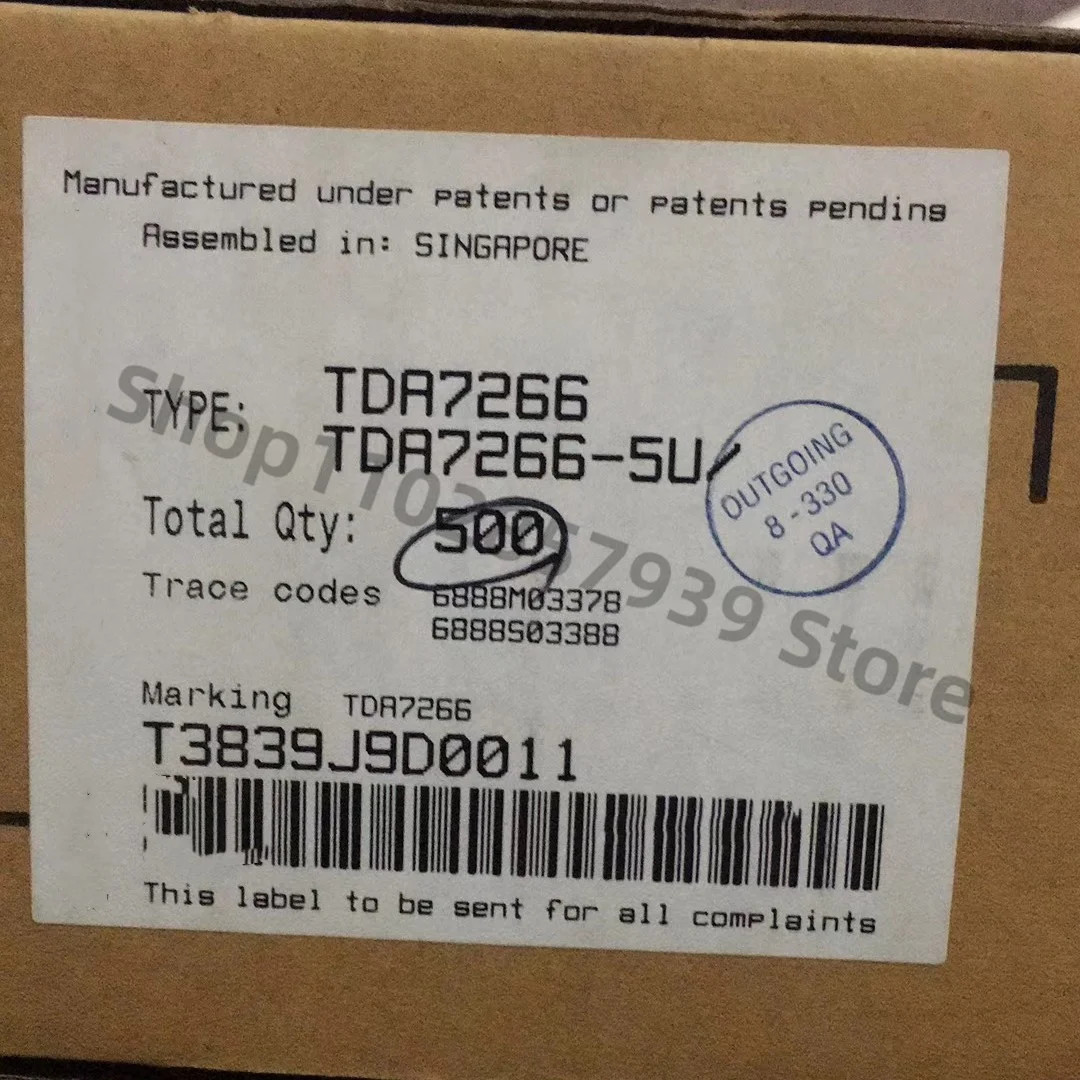 Manufactured under patents or patents pending
Assembled in: SINGAPORE
TYPE: TDA7266
TDA7266-5U
OUTGOING
8-330
QA
Total Qty: 500
Trace codes 6888M03378
6888S03388
Marking TDA7266
T3839J9D0011
This label to be sent for all complaints